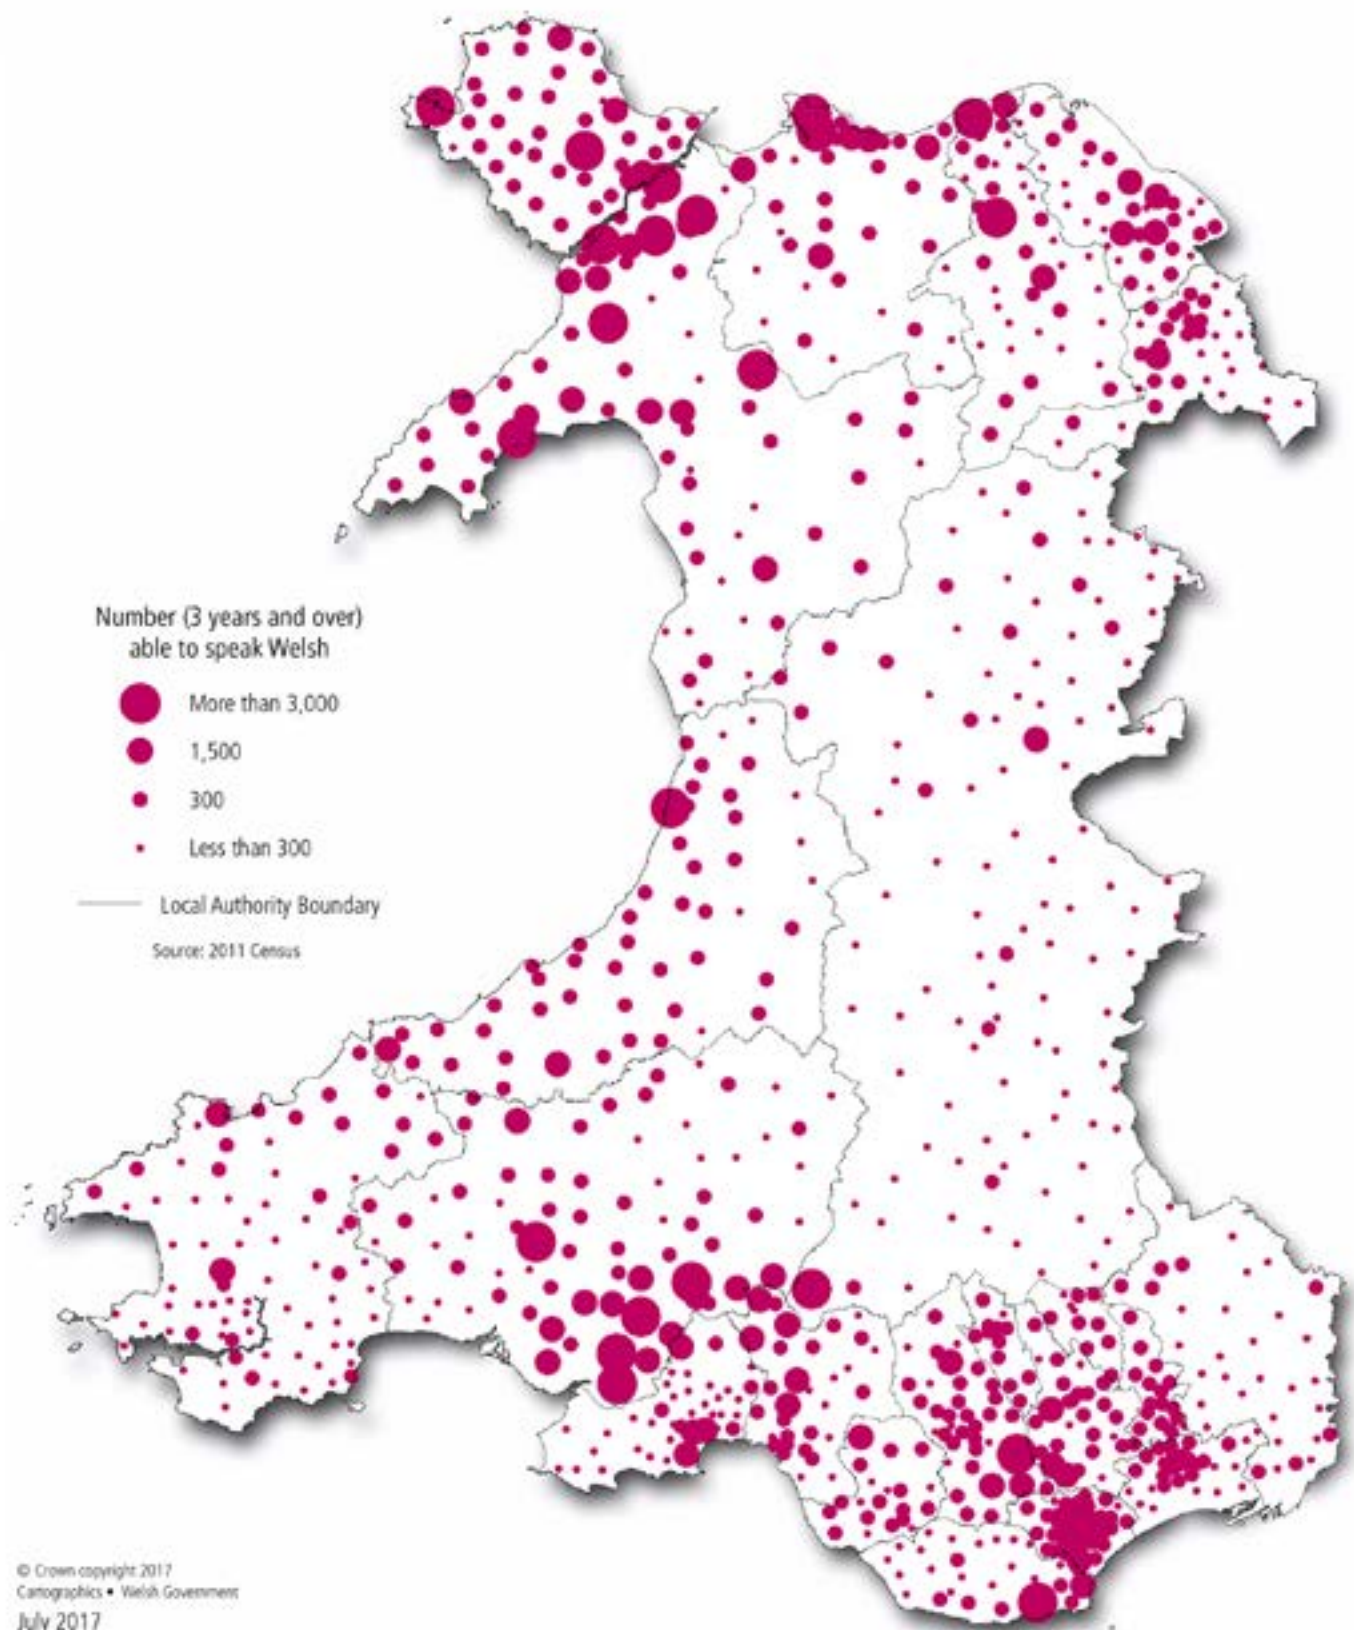 Number (3 years and over)
able to speak Welsh
More than 3,000
1,500
300
Less than 300
Local Authority Boundary
Source: 2011 Census
© Crown copyright 2017
Cartographics • Welsh Government
July 2017